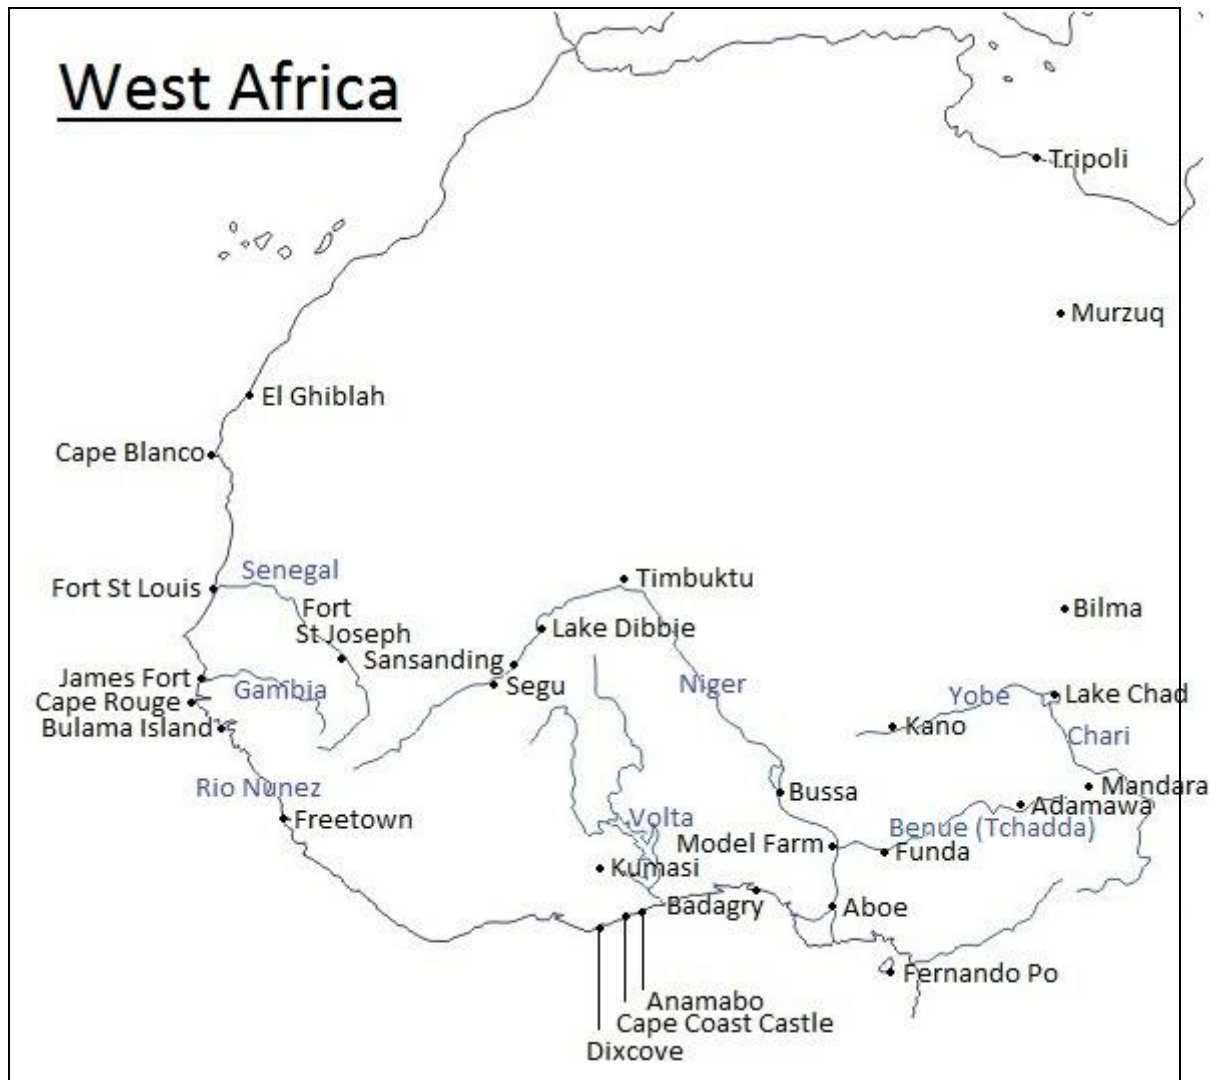 West Africa
Tripoli
Murzuq
El Ghiblah
Cape Blanco
Senegal
Timbuktu
Fort St Louis
Fort
St Joseph
Bilma
Lake Dibbie
Sansanding
James Fort
Gambia
Segu
Niger
Yobe
Lake Chad
Cape Rouge
Bulama Island
Kano
Chari
Rio Nunez
Bussa
Mandara
Adamawa
Freetown
Volta
Benue (Tchadda)
Model Farm
Funda
Kumasi
Badagry
Aboe
Fernando Po
Anamabo
Cape Coast Castle
Dixcove